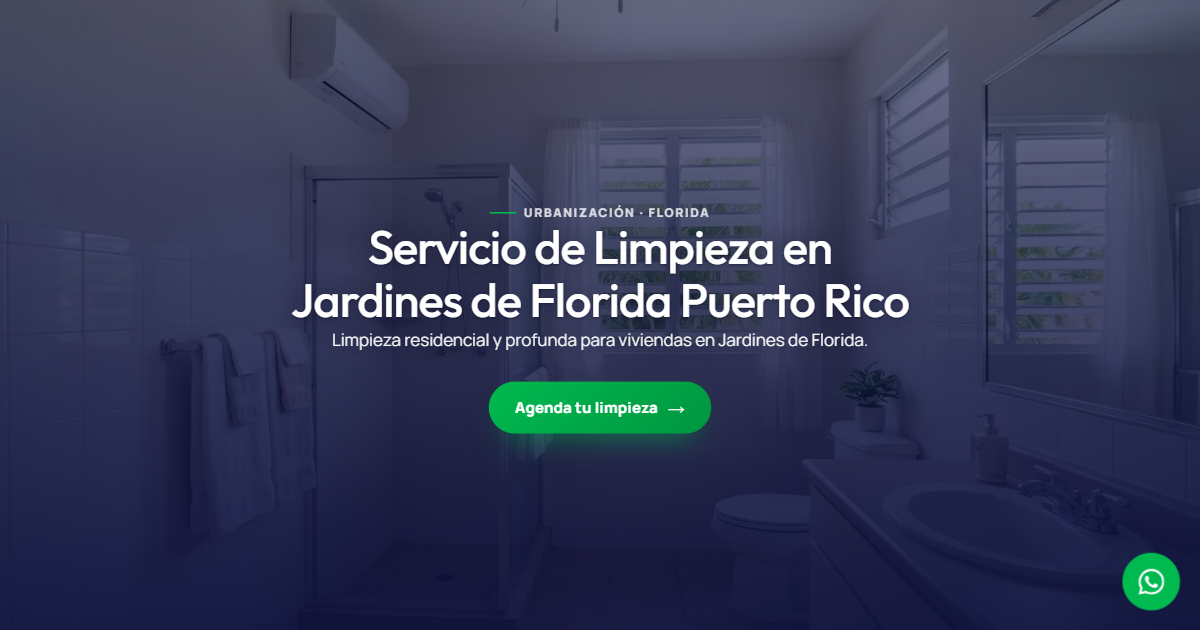 URBANIZACIÓN · FLORIDA
Servicio de Limpieza en
Jardines de Florida Puerto Rico
Limpieza residencial y profunda para viviendas en Jardines de Florida.
Agenda tu limpieza →